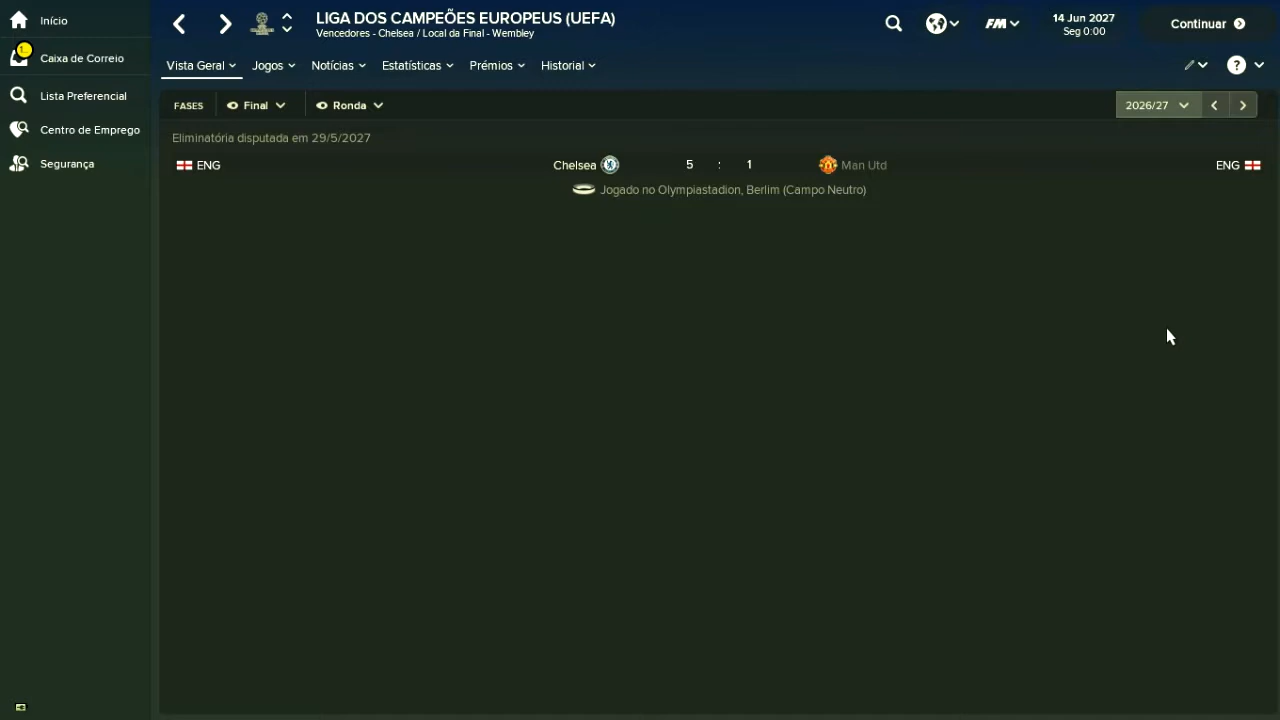 Início
LIGA DOS CAMPEÕES EUROPEUS (UEFA)
Vencedores - Chelsea / Local da Final - Wembley
FM
14 Jun 2027
Seg 0:00
Continuar
Caixa de Correio
Vista Geral
Jogos
Notícias
Estatísticas
Prémios
Historial
?
Lista Preferencial
FASES
Final
Ronda
2026/27
Centro de Emprego
Eliminatória disputada em 29/5/2027
Segurança
ENG
Chelsea
5 : 1
Man Utd
ENG
Jogado no Olympiastadion, Berlim (Campo Neutro)